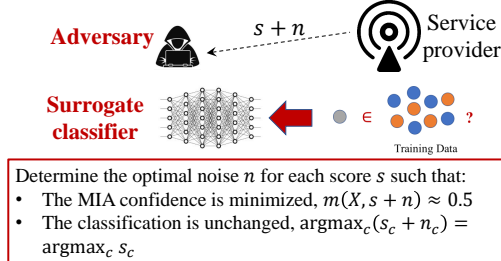 Adversary
s + n
Service
provider
Surrogate
classifier
∈
?
Training Data
Determine the optimal noise n for each score s such that:
• The MIA confidence is minimized, m(X, s + n) ≈ 0.5
• The classification is unchanged, argmax_c(s_c + n_c) =
argmax_c s_c